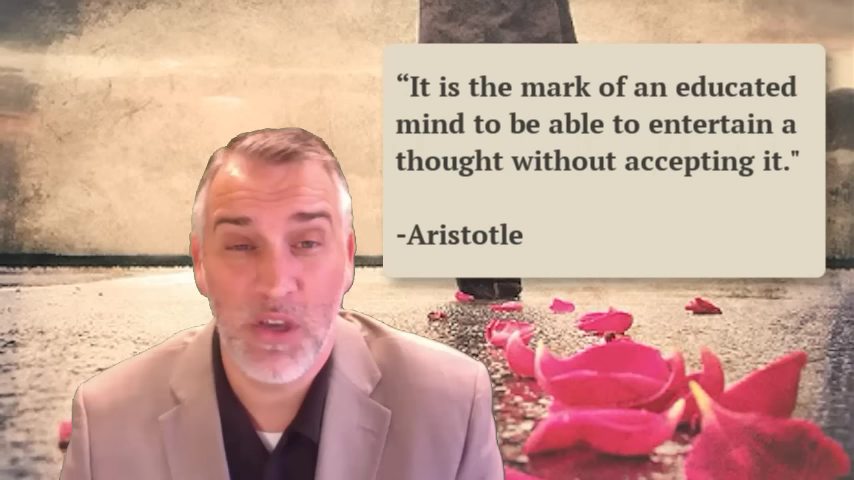 “It is the mark of an educated
mind to be able to entertain a
thought without accepting it."
-Aristotle